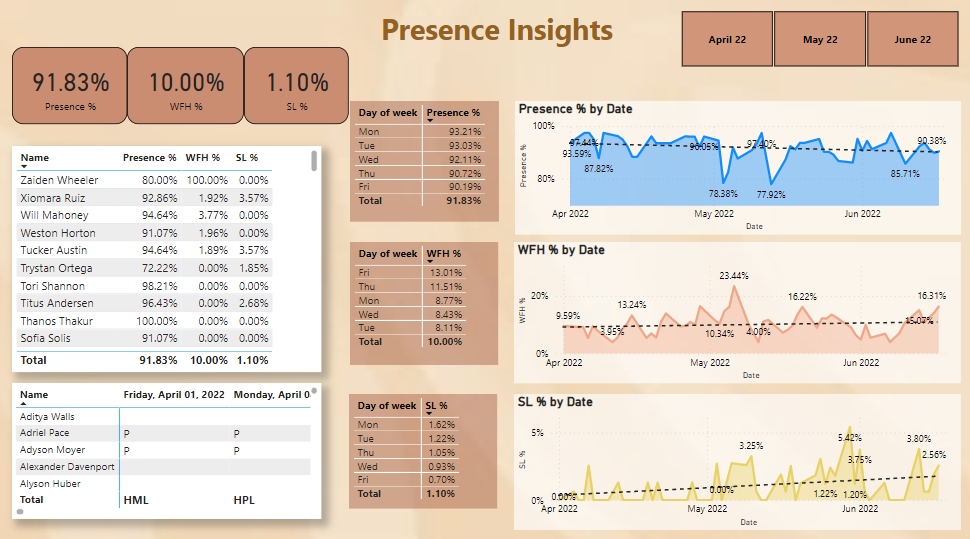 Presence Insights
April 22
May 22
June 22
91.83%
Presence %
10.00%
WFH %
1.10%
SL %
Name Presence % WFH % SL %
Zaiden Wheeler 80.00% 100.00% 0.00%
Xiomara Ruiz 92.86% 1.92% 3.57%
Will Mahoney 94.64% 3.77% 0.00%
Weston Horton 91.07% 1.96% 0.00%
Tucker Austin 94.64% 1.89% 3.57%
Trystan Ortega 72.22% 0.00% 1.85%
Tori Shannon 98.21% 0.00% 0.00%
Titus Andersen 96.43% 0.00% 2.68%
Thanos Thakur 100.00% 0.00% 0.00%
Sofia Solis 91.07% 0.00% 0.00%
Total 91.83% 10.00% 1.10%
Name Friday, April 01, 2022 Monday, April 0
Aditya Walls
Adriel Pace P P
Adyson Moyer P P
Alexander Davenport
Alyson Huber
Total HML HPL
Day of week Presence %
Mon 93.21%
Tue 93.03%
Wed 92.11%
Thu 90.72%
Fri 90.19%
Total 91.83%
Day of week WFH %
Fri 13.01%
Thu 11.51%
Mon 8.77%
Wed 8.43%
Tue 8.11%
Total 10.00%
Day of week SL %
Mon 1.62%
Tue 1.22%
Thu 1.05%
Wed 0.93%
Fri 0.70%
Total 1.10%
Presence % by Date
Presence %
100%
80%
97.44%
93.59%
87.82%
90.05%
78.38%
97.40%
77.92%
85.71%
90.38%
Apr 2022 May 2022 Jun 2022
Date
WFH % by Date
WFH %
20%
0%
9.59%
3.95%
13.24%
10.34%
23.44%
4.00%
16.22%
15.07%
16.31%
Apr 2022 May 2022 Jun 2022
Date
SL % by Date
SL %
5%
0%
0.00%
0.00%
3.25%
1.22%
5.42%
3.75%
1.20%
3.80%
2.56%
Apr 2022 May 2022 Jun 2022
Date